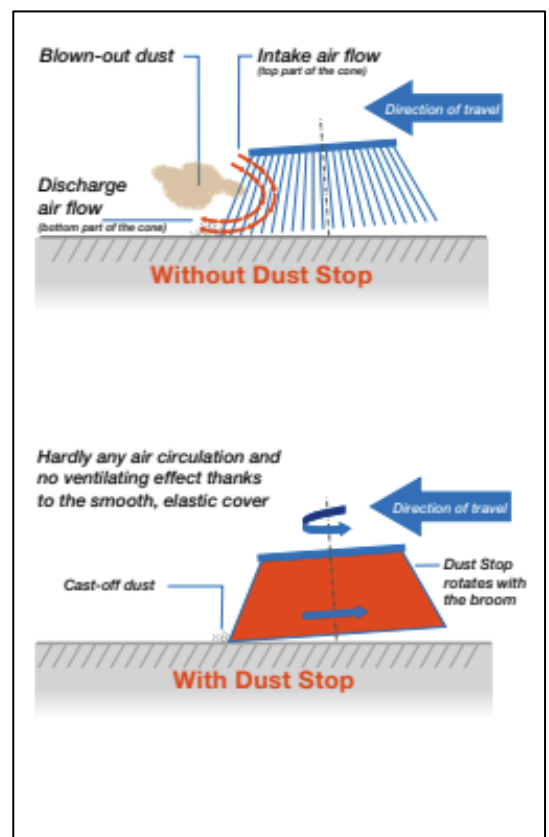 Blown-out dust
Intake air flow
(top part of the cone)
Direction of travel
Discharge
air flow
(bottom part of the cone)
Without Dust Stop
Hardly any air circulation and
no ventilating effect thanks
to the smooth, elastic cover
Direction of travel
Cast-off dust
Dust Stop
rotates with
the broom
With Dust Stop